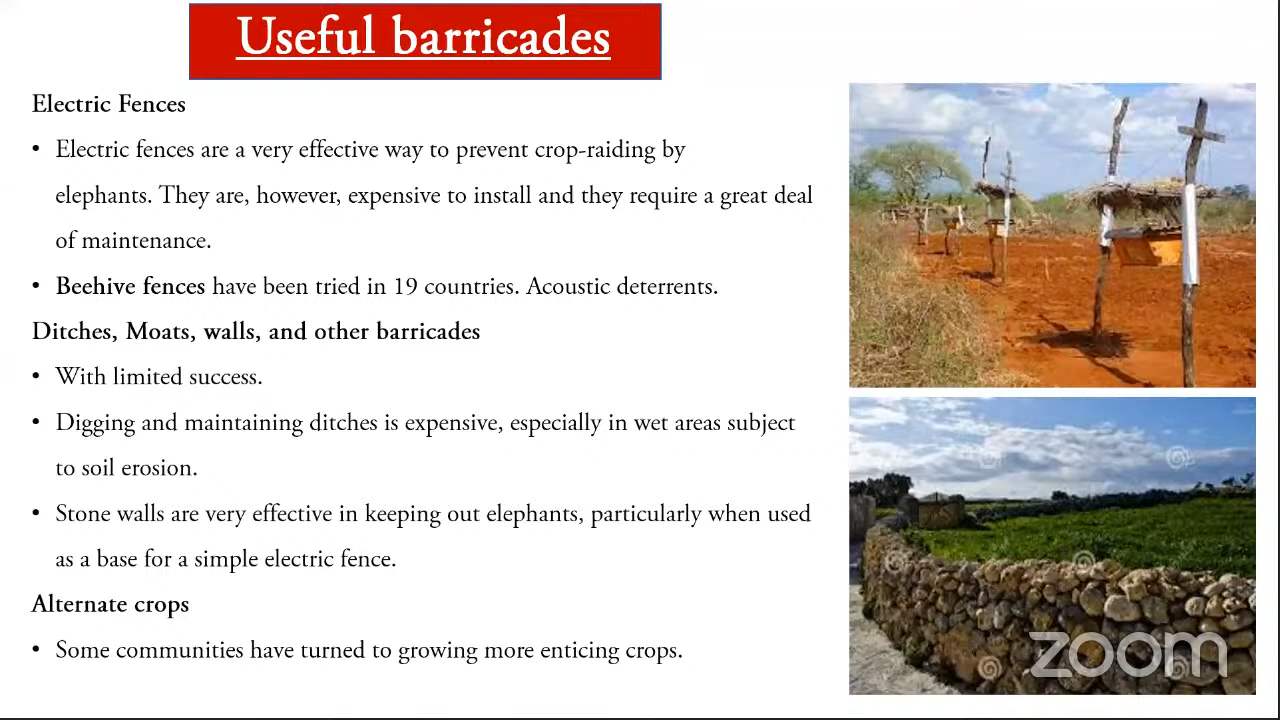 Useful barricades
Electric Fences
• Electric fences are a very effective way to prevent crop-raiding by
elephants. They are, however, expensive to install and they require a great deal
of maintenance.
• Beehive fences have been tried in 19 countries. Acoustic deterrents.
Ditches, Moats, walls, and other barricades
• With limited success.
• Digging and maintaining ditches is expensive, especially in wet areas subject
to soil erosion.
• Stone walls are very effective in keeping out elephants, particularly when used
as a base for a simple electric fence.
Alternate crops
• Some communities have turned to growing more enticing crops.
zoom